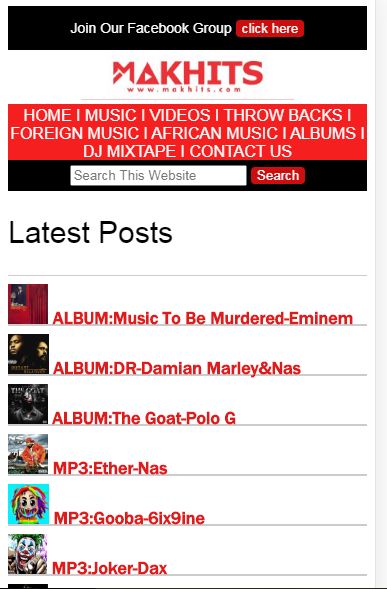 Join Our Facebook Group click here
MAKHITS
www.makhits.com
HOME I MUSIC I VIDEOS I THROW BACKS I
FOREIGN MUSIC I AFRICAN MUSIC I ALBUMS I
DJ MIXTAPE I CONTACT US
Search This Website Search
Latest Posts
ALBUM:Music To Be Murdered-Eminem
ALBUM:DR-Damian Marley&Nas
ALBUM:The Goat-Polo G
MP3:Ether-Nas
MP3:Gooba-6ix9ine
MP3:Joker-Dax